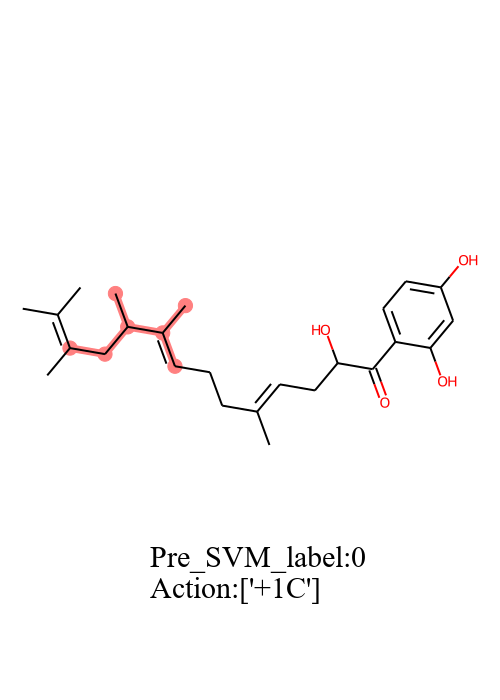 OH
HO
OH
O
Pre_SVM_label:0
Action:['+1C']